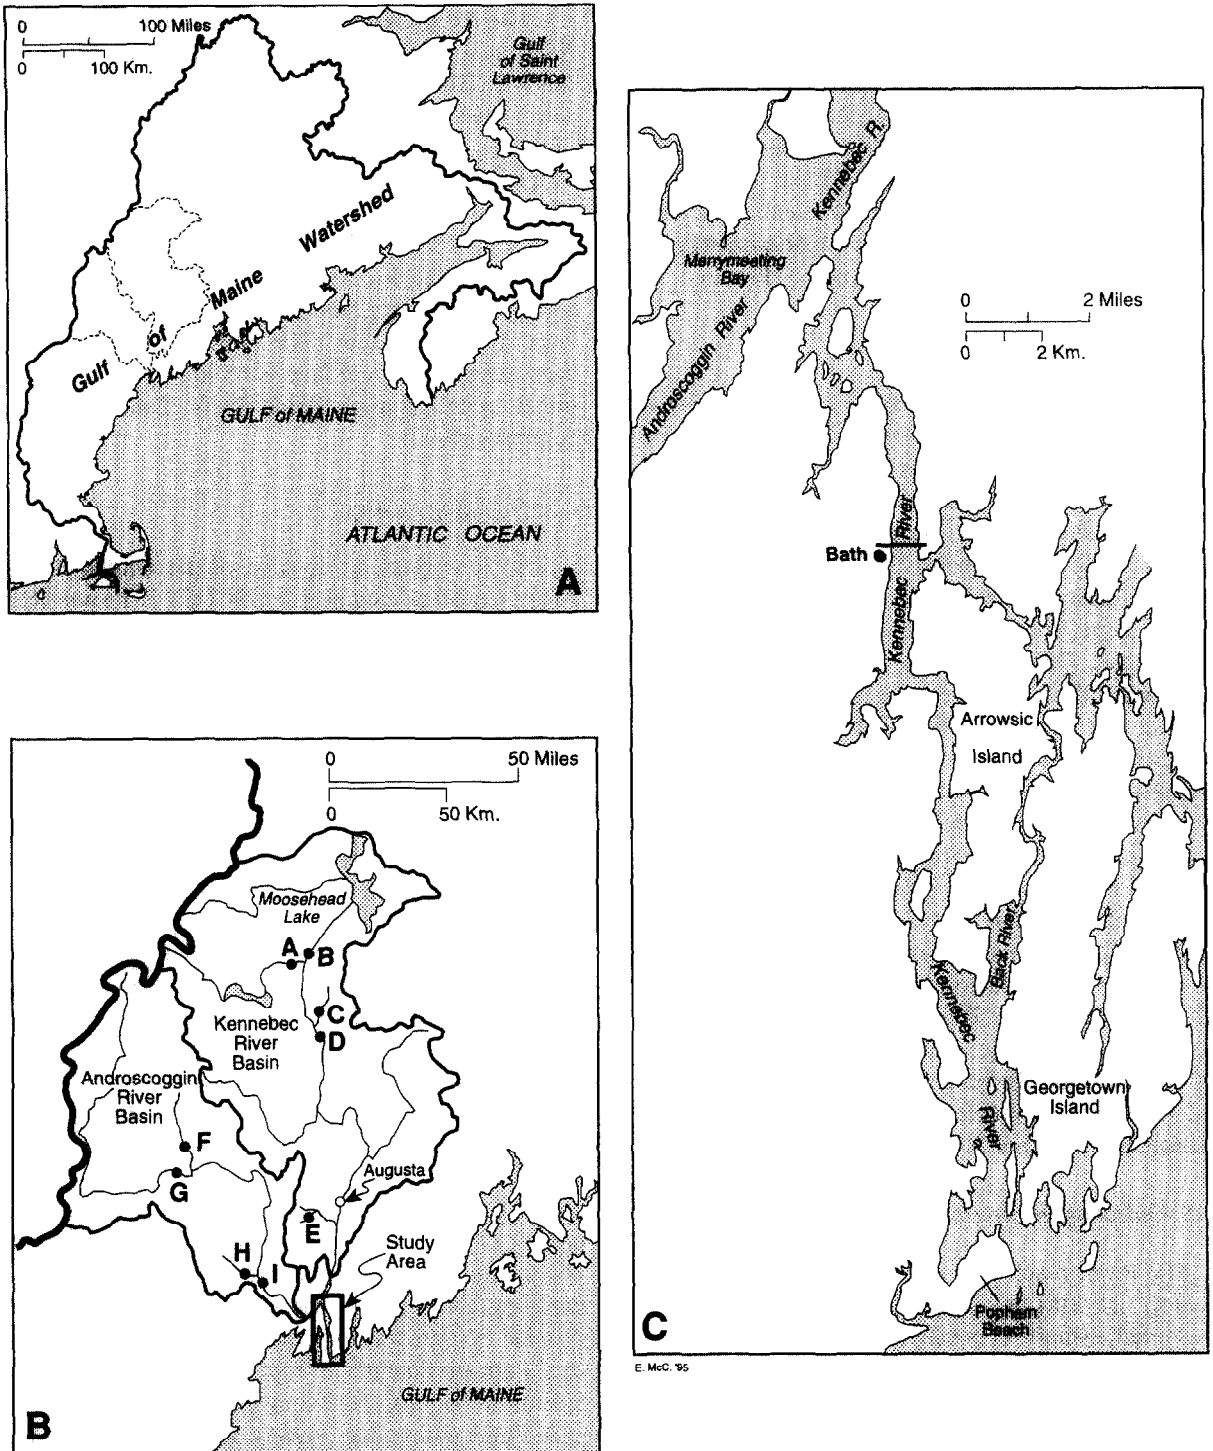 0 100 Miles
0 100 Km.
Gulf
of Saint
Lawrence
Gulf of Maine Watershed
GULF of MAINE
ATLANTIC OCEAN
A
0 50 Miles
0 50 Km.
Moosehead
Lake
A
B
C
D
Kennebec
River
Basin
Androscoggin
River
Basin
F
G
Augusta
E
Study
Area
H
I
GULF of MAINE
B
Kennebec R.
Merrymeeting
Bay
Androscoggin River
0 2 Miles
0 2 Km.
Kennebec River
Bath
Arrowsic
Island
Back River
Kennebec River
Georgetown
Island
Popham
Beach
C
E. McC. '95